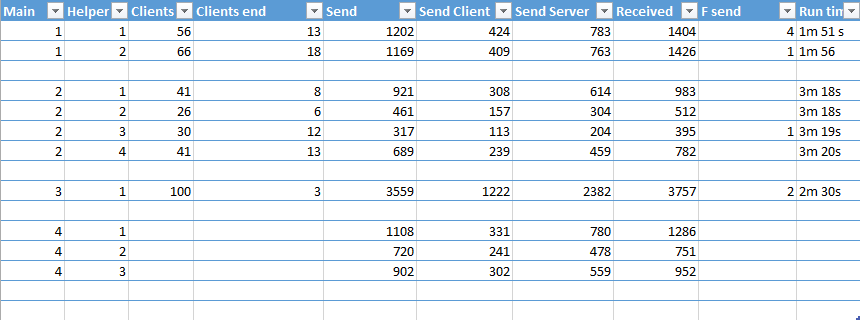 Main Helper Clients Clients end Send Send Client Send Server Received F send Run tim
1 1 56 13 1202 424 783 1404 4 1m 51 s
1 2 66 18 1169 409 763 1426 1 1m 56
2 1 41 8 921 308 614 983 3m 18s
2 2 26 6 461 157 304 512 3m 18s
2 3 30 12 317 113 204 395 1 3m 19s
2 4 41 13 689 239 459 782 3m 20s
3 1 100 3 3559 1222 2382 3757 2 2m 30s
4 1 1108 331 780 1286
4 2 720 241 478 751
4 3 902 302 559 952